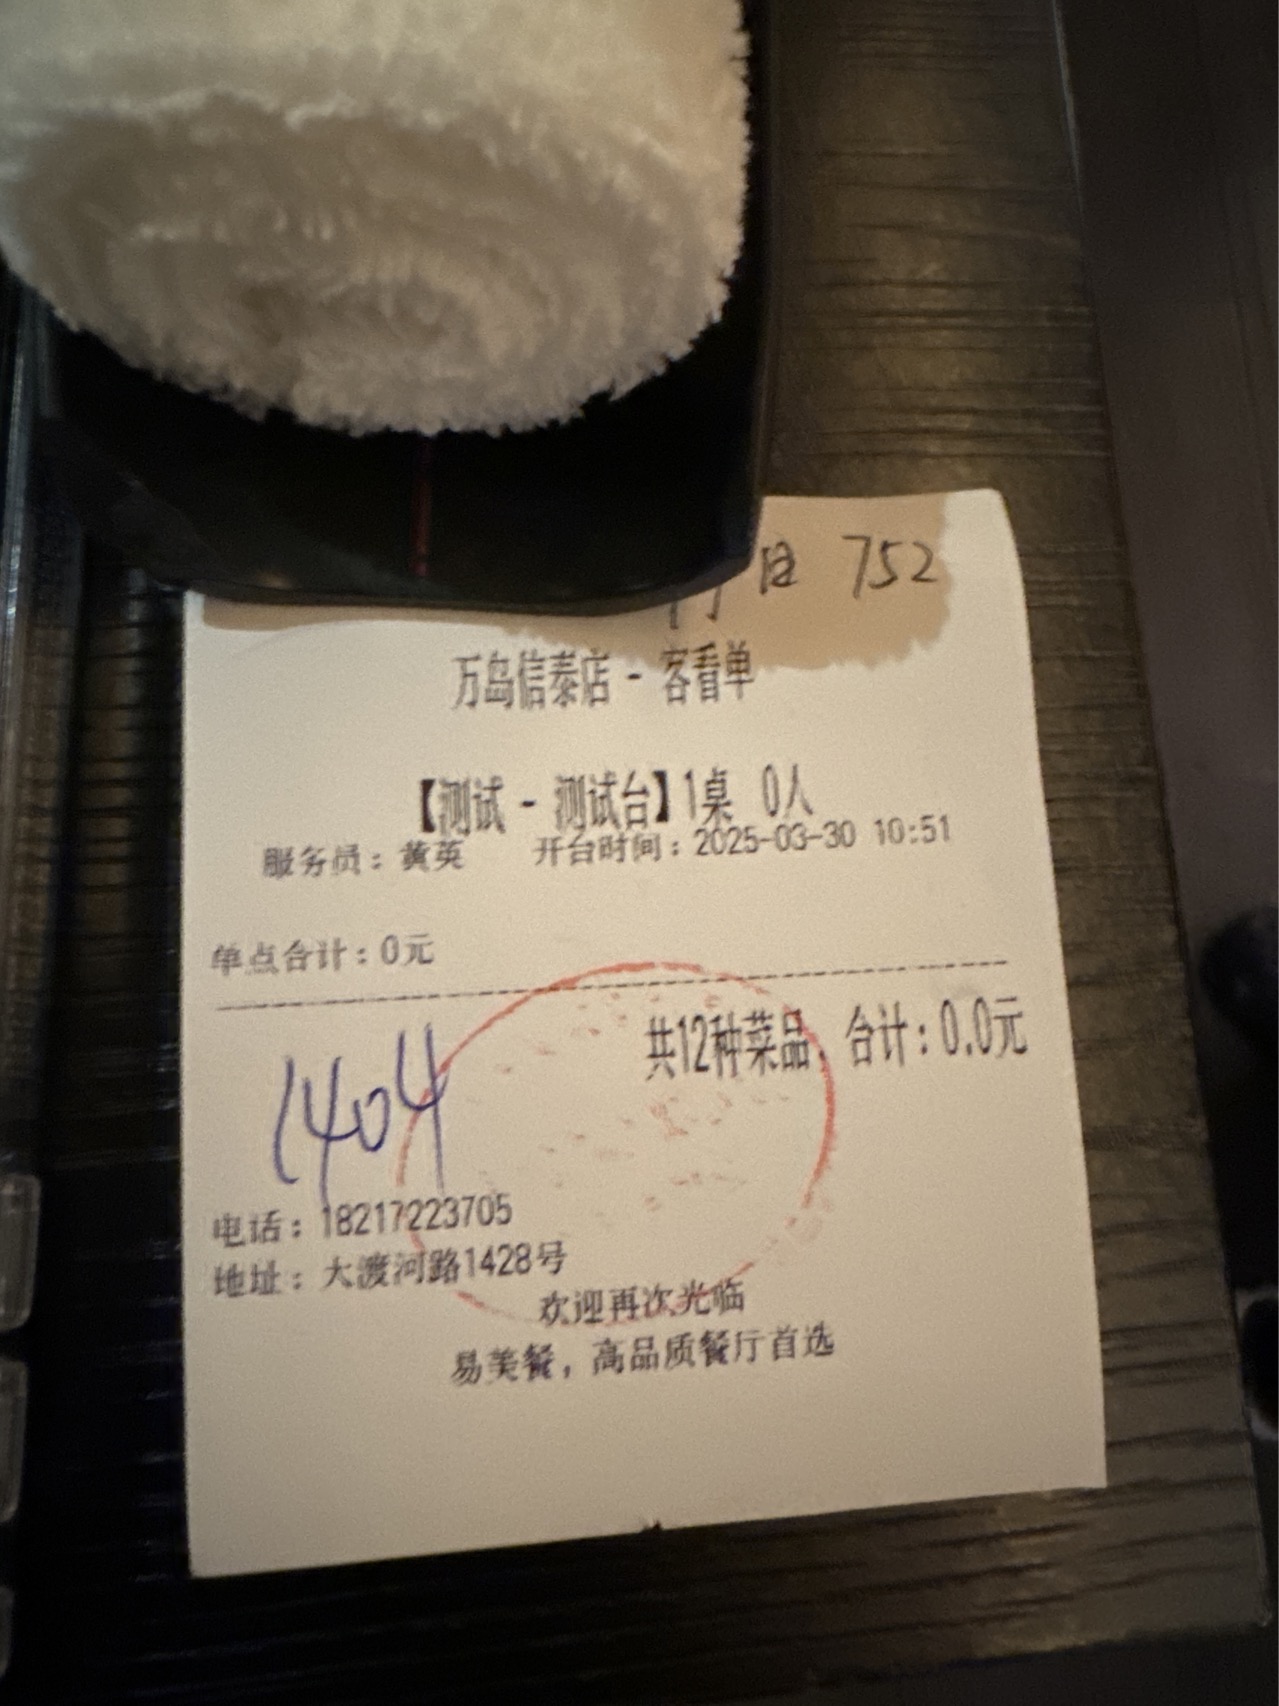 752
万岛信泰店 - 客看单
【测试 - 测试台】1桌 0人
服务员：黄英 开台时间：2025-03-30 10:51
单点合计：0元
共12种菜品，合计：0.0元
1404
电话：18217223705
地址：大渡河路1428号
欢迎再次光临
易美餐，高品质餐厅首选